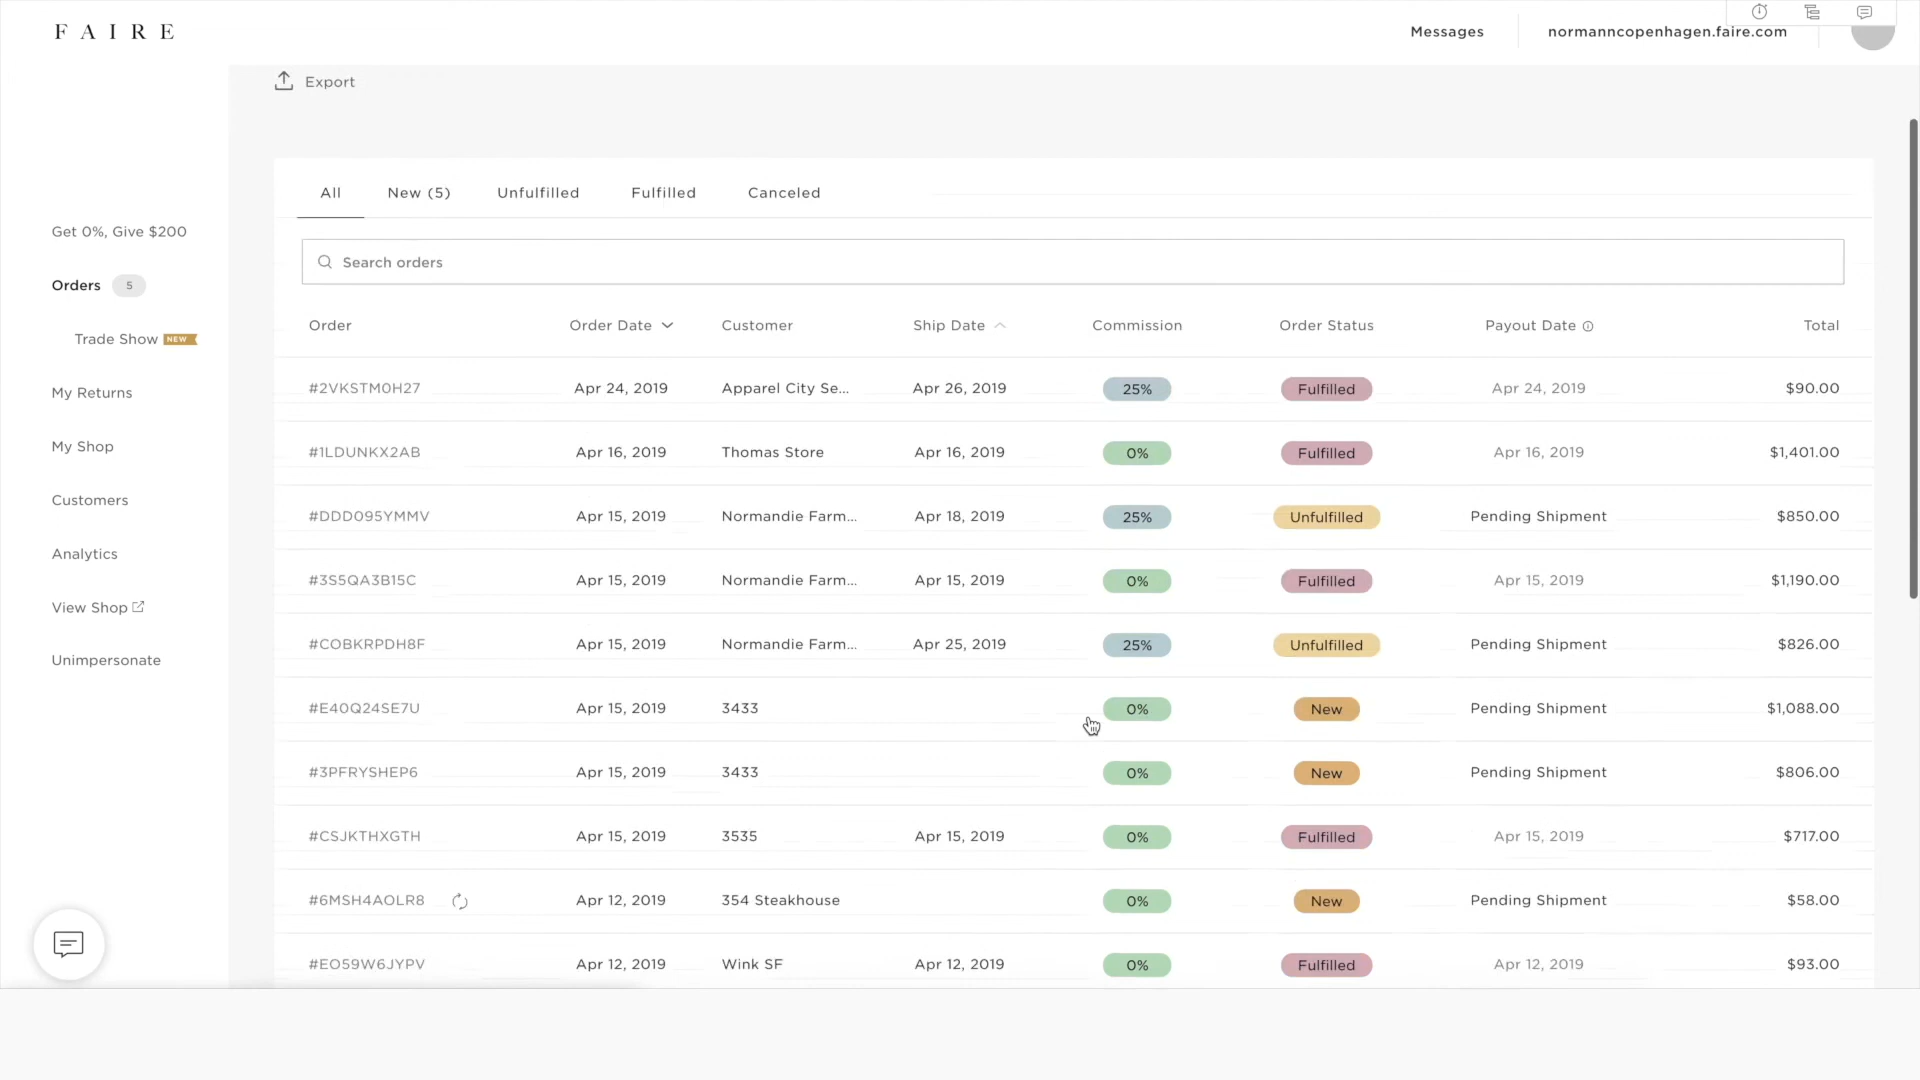 FAIRE
Messages
normanncopenhagen.faire.com
Export
All New (5) Unfulfilled Fulfilled Canceled
Search orders
Get 0%, Give $200
Orders 5
Trade Show NEW
My Returns
My Shop
Customers
Analytics
View Shop
Unimpersonate
Order Order Date Customer Ship Date Commission Order Status Payout Date Total
#2VKSTM0H27 Apr 24, 2019 Apparel City Se... Apr 26, 2019 25% Fulfilled Apr 24, 2019 $90.00
#1LDUNKX2AB Apr 16, 2019 Thomas Store Apr 16, 2019 0% Fulfilled Apr 16, 2019 $1,401.00
#DDD095YMMV Apr 15, 2019 Normandie Farm... Apr 18, 2019 25% Unfulfilled Pending Shipment $850.00
#3S5QA3B15C Apr 15, 2019 Normandie Farm... Apr 15, 2019 0% Fulfilled Apr 15, 2019 $1,190.00
#COBKRPDH8F Apr 15, 2019 Normandie Farm... Apr 25, 2019 25% Unfulfilled Pending Shipment $826.00
#E40Q24SE7U Apr 15, 2019 3433 0% New Pending Shipment $1,088.00
#3PFRYSHEP6 Apr 15, 2019 3433 0% New Pending Shipment $806.00
#CSJKTHXGTH Apr 15, 2019 3535 Apr 15, 2019 0% Fulfilled Apr 15, 2019 $717.00
#6MSH4AOLR8 Apr 12, 2019 354 Steakhouse 0% New Pending Shipment $58.00
#EO59W6JYPV Apr 12, 2019 Wink SF Apr 12, 2019 0% Fulfilled Apr 12, 2019 $93.00